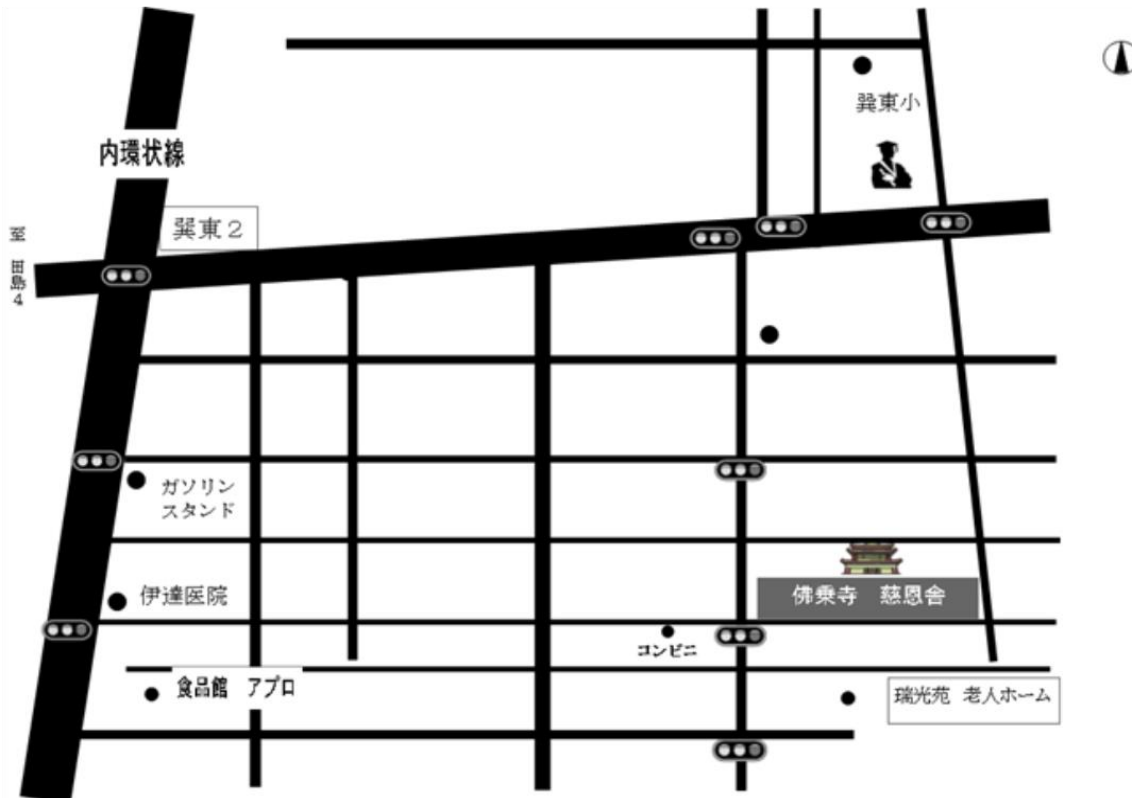 巽東小
内環状線
巽東２
至
勝田
4
ガソリン
スタンド
伊達医院
佛乗寺　慈恩舎
コンビニ
食品館　アプロ
瑞光苑　老人ホーム